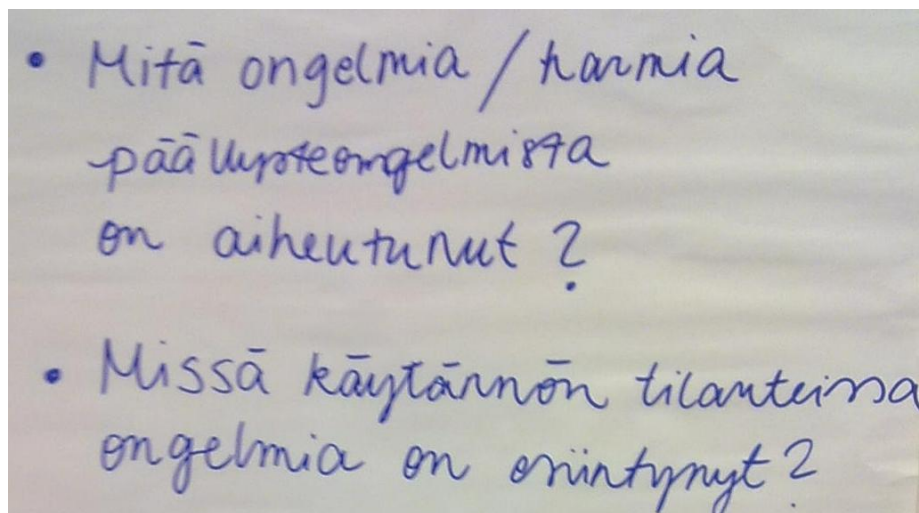 • Mitä ongelmia / harmia
päällysteongelmista
on aiheutunut ?
• Missä käytännön tilanteissa
ongelmia on esiintynyt ?